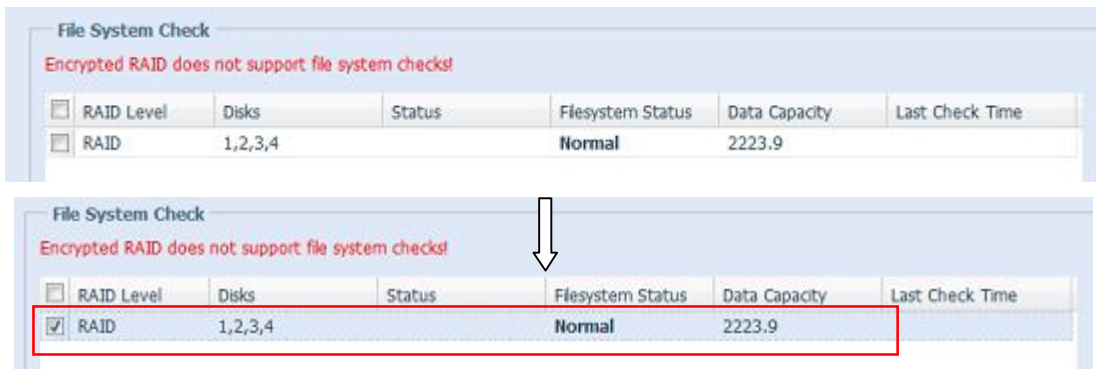 File System Check
Encrypted RAID does not support file system checks!
RAID Level Disks Status Filesystem Status Data Capacity Last Check Time
RAID 1,2,3,4 Normal 2223.9
File System Check
Encrypted RAID does not support file system checks!
RAID Level Disks Status Filesystem Status Data Capacity Last Check Time
RAID 1,2,3,4 Normal 2223.9